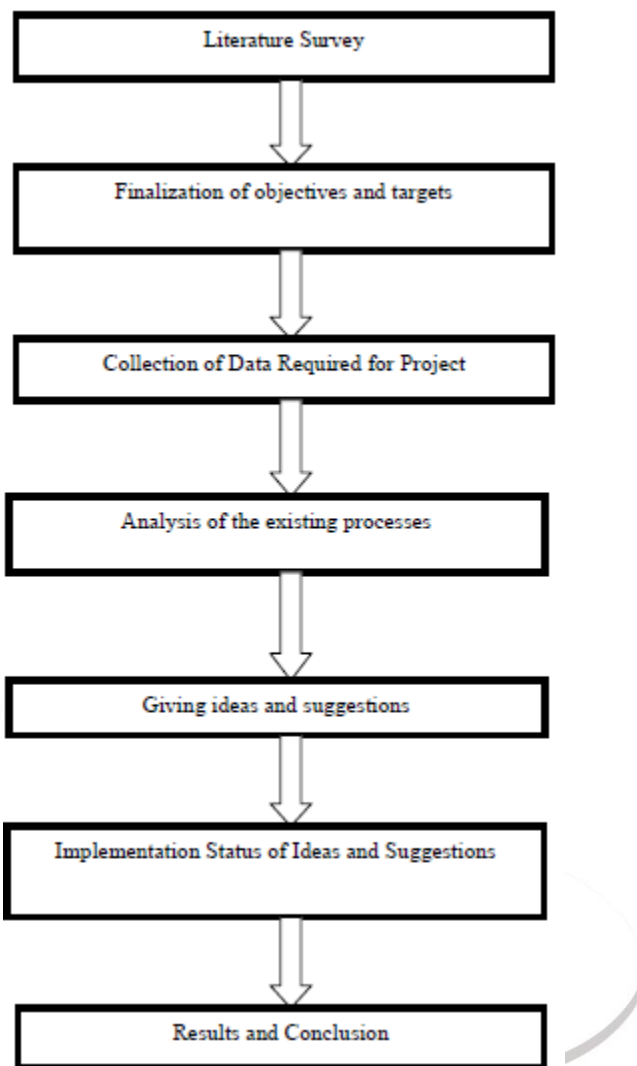 Literature Survey
Finalization of objectives and targets
Collection of Data Required for Project
Analysis of the existing processes
Giving ideas and suggestions
Implementation Status of Ideas and Suggestions
Results and Conclusion